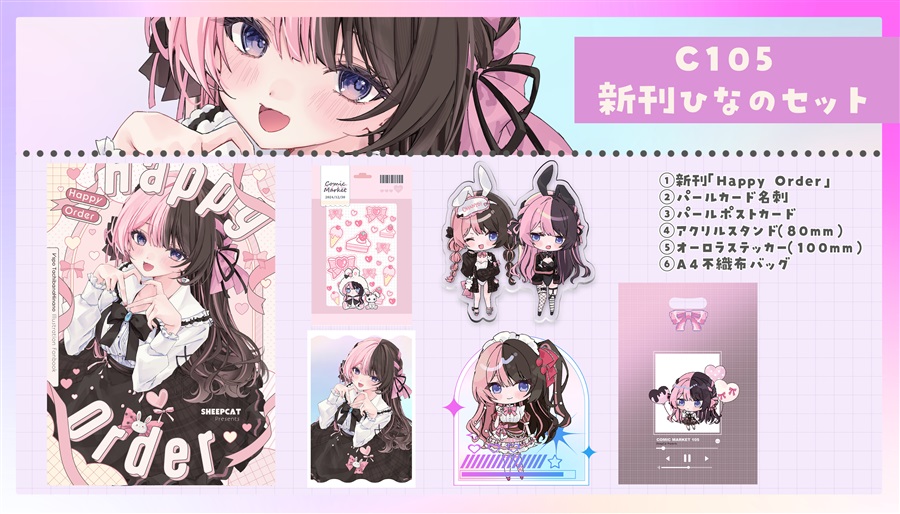 C105
新刊ひなのセット
①新刊「Happy Order」
②パールカード名刺
③パールポストカード
④アクリルスタンド(80mm)
⑤オーロラステッカー(100mm)
⑥A4不織布バッグ
happy
Happy
Order
Illustration Fanbook
order
SHEEPCAT
Presents
Comic
Market
COMIC MARKET 105